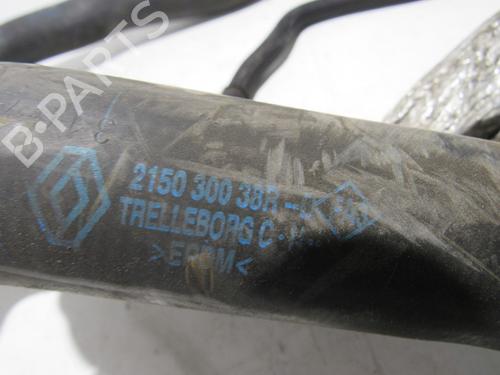 B-PARTS
2150 300 38R
TRELLEBORG
>EPDM<